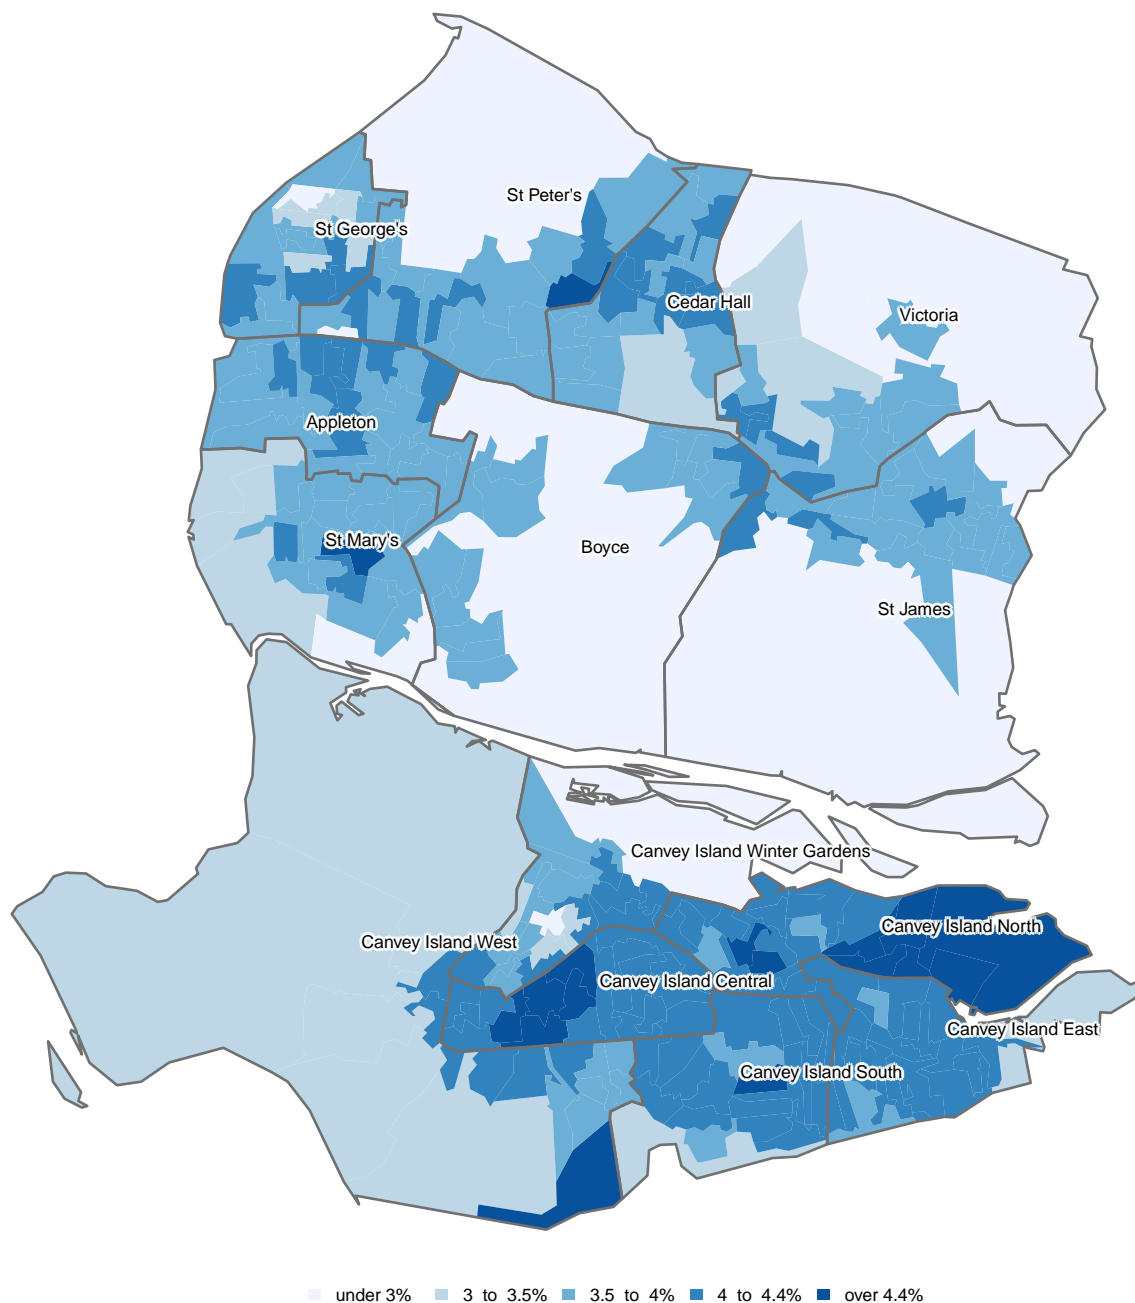 St Peter's
St George's
Cedar Hall
Victoria
Appleton
St Mary's
Boyce
St James
Canvey Island Winter Gardens
Canvey Island North
Canvey Island West
Canvey Island Central
Canvey Island East
Canvey Island South
under 3% 3 to 3.5% 3.5 to 4% 4 to 4.4% over 4.4%